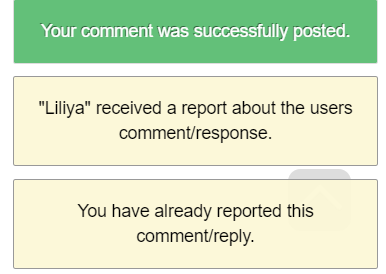 Your comment was successfully posted.
"Liliya" received a report about the users
comment/response.
You have already reported this
comment/reply.